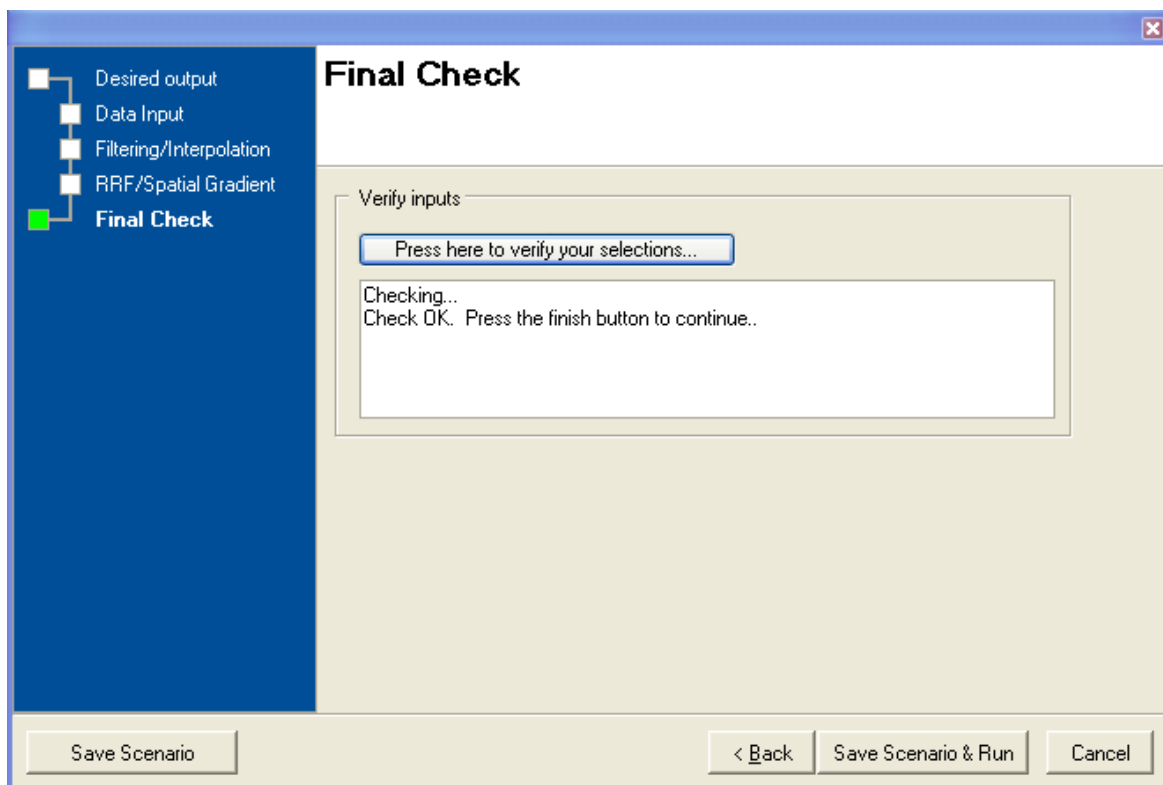 Desired output
Data Input
Filtering/Interpolation
RRF/Spatial Gradient
Final Check
Final Check
Verify inputs
Press here to verify your selections...
Checking...
Check OK.  Press the finish button to continue..
Save Scenario
< Back
Save Scenario & Run
Cancel